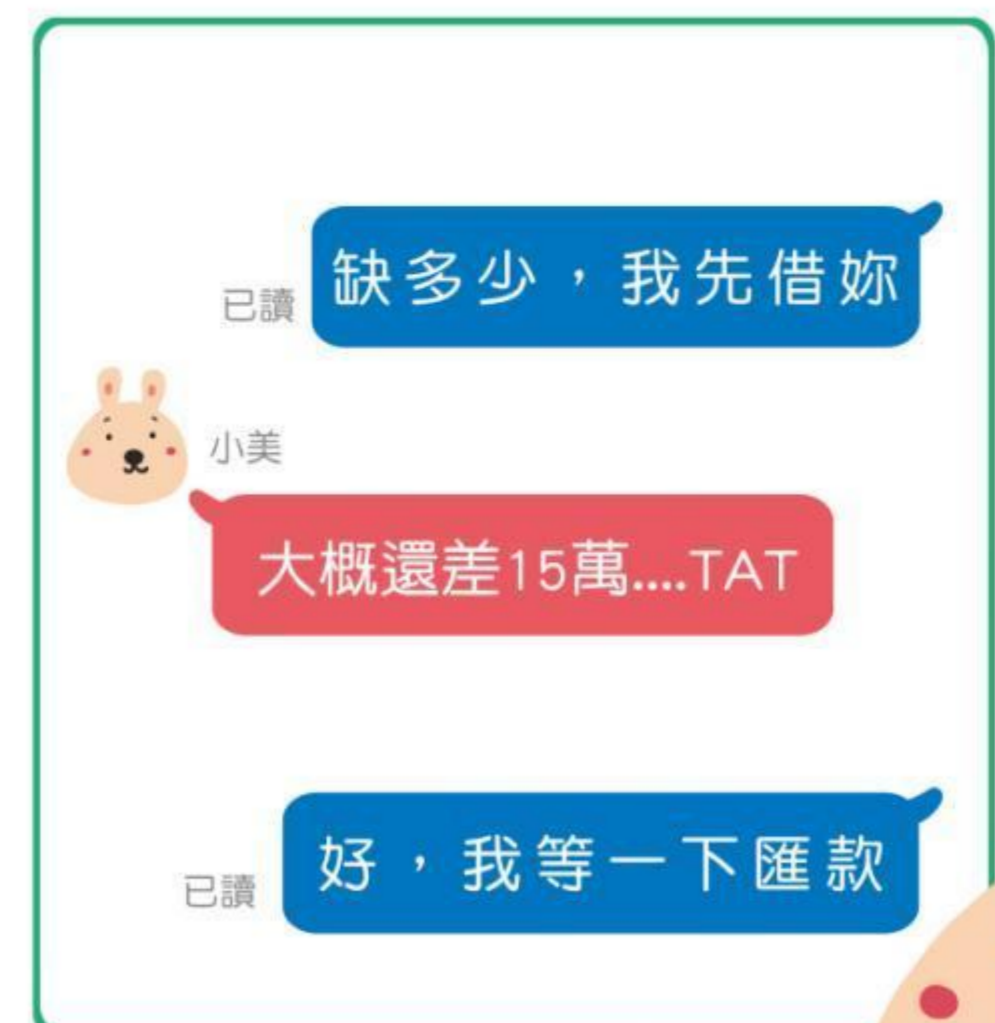 缺多少，我先借妳
已讀
小美
大概還差15萬....TAT
好，我等一下匯款
已讀